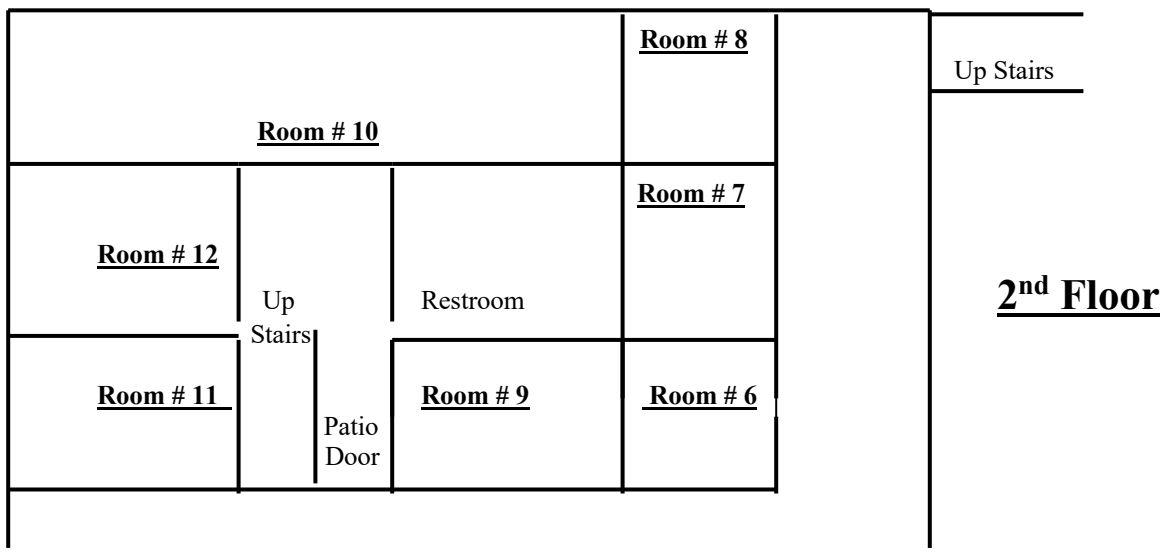 Room # 8
Up Stairs
Room # 10
Room # 7
Room # 12
Up
Stairs
Restroom
2nd Floor
Room # 11
Room # 9
Room # 6
Patio
Door